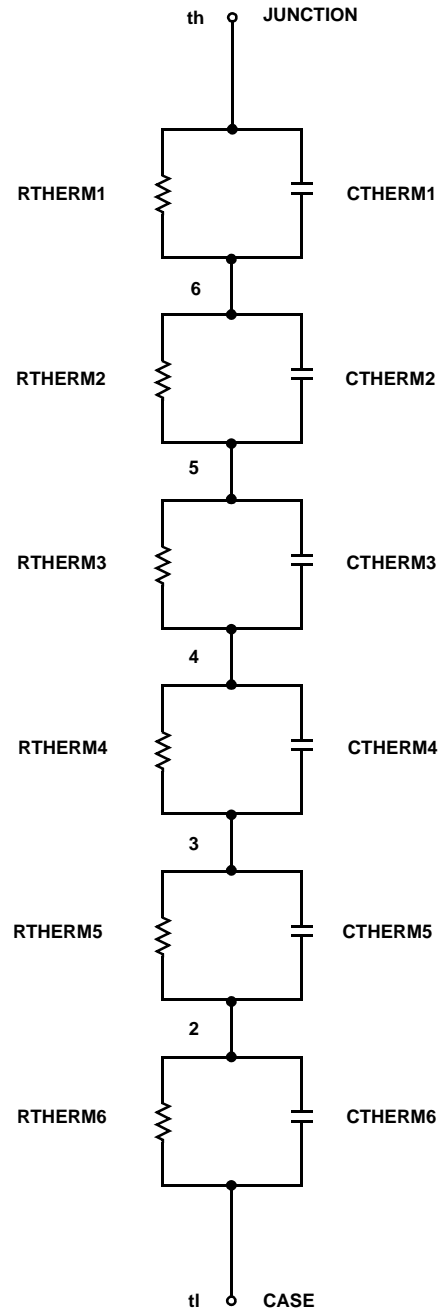 th JUNCTION
RTHERM1 CTHERM1
6
RTHERM2 CTHERM2
5
RTHERM3 CTHERM3
4
RTHERM4 CTHERM4
3
RTHERM5 CTHERM5
2
RTHERM6 CTHERM6
tl CASE